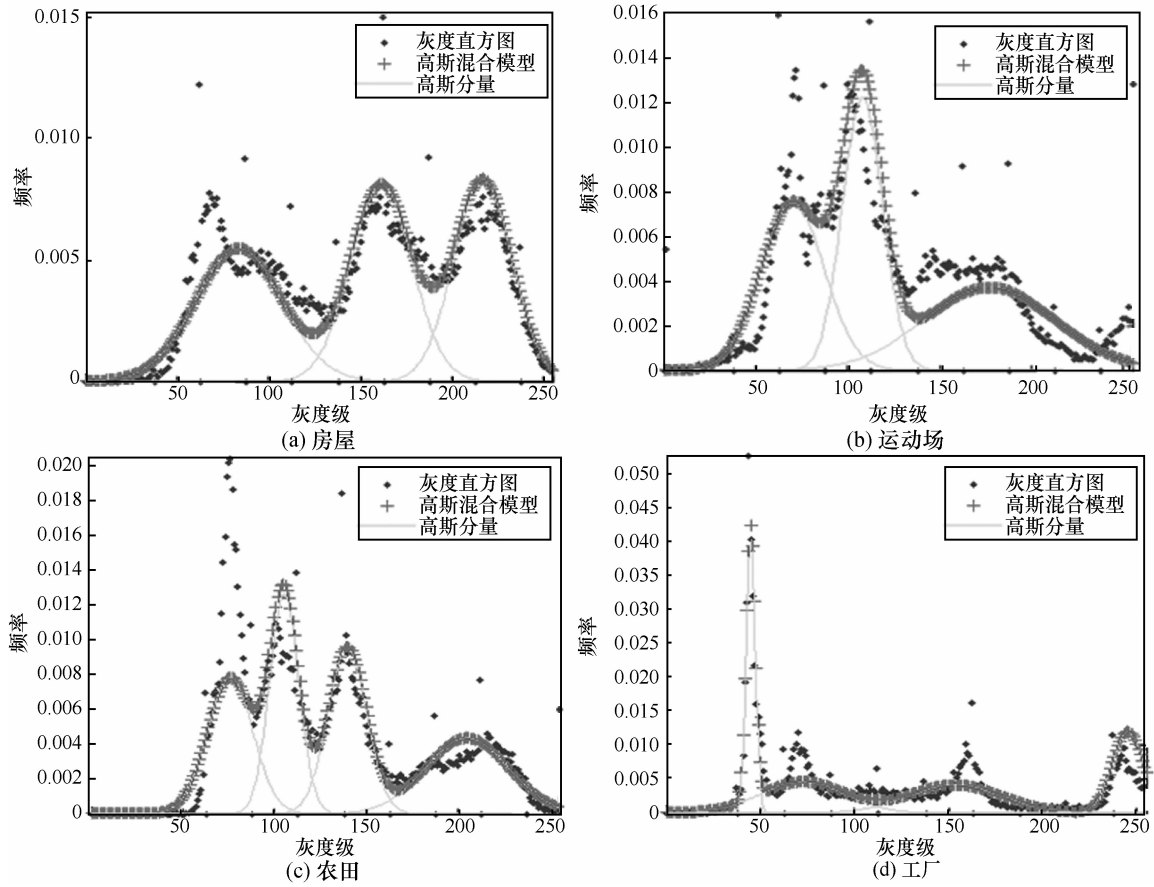 0.015
0.010
0.005
0
频率
灰度直方图
高斯混合模型
高斯分量
50 100 150 200 250
灰度级
(a) 房屋
0.016
0.014
0.012
0.010
0.008
0.006
0.004
0.002
0
频率
灰度直方图
高斯混合模型
高斯分量
50 100 150 200 250
灰度级
(b) 运动场
0.020
0.018
0.016
0.014
0.012
0.010
0.008
0.006
0.004
0.002
0
频率
灰度直方图
高斯混合模型
高斯分量
50 100 150 200 250
灰度级
(c) 农田
0.050
0.045
0.040
0.035
0.030
0.025
0.020
0.015
0.010
0.005
0
频率
灰度直方图
高斯混合模型
高斯分量
50 100 150 200 250
灰度级
(d) 工厂